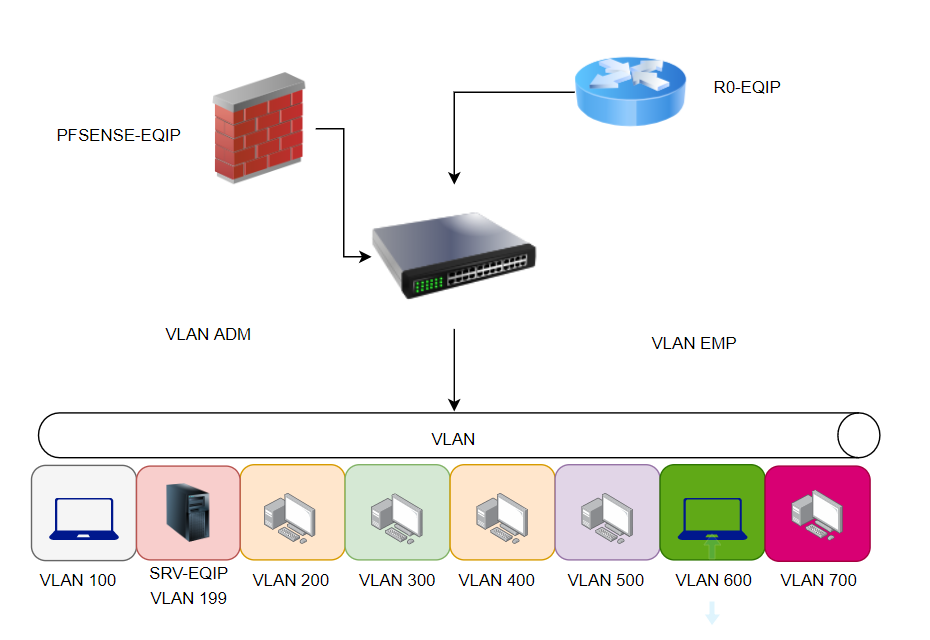 R0-EQIP
PFSENSE-EQIP
VLAN ADM
VLAN EMP
VLAN
VLAN 100
SRV-EQIP
VLAN 199
VLAN 200
VLAN 300
VLAN 400
VLAN 500
VLAN 600
VLAN 700